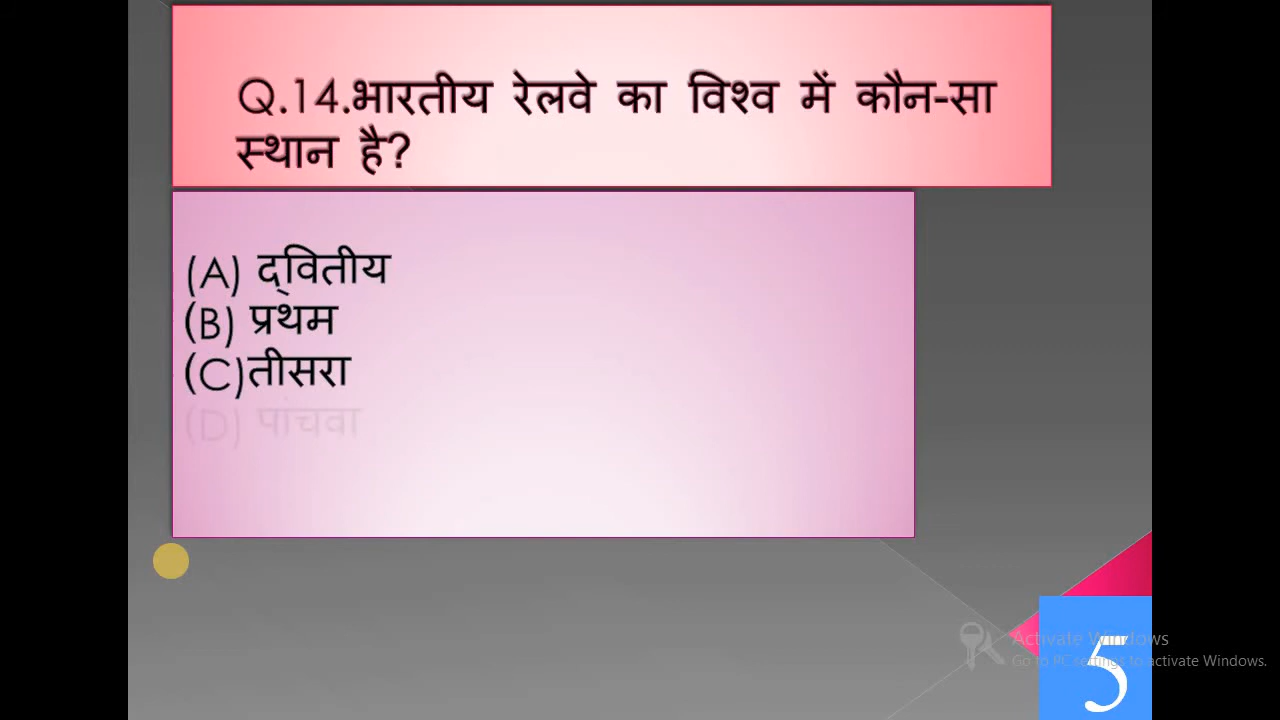 Q.14.भारतीय रेलवे का विश्व में कौन-सा
स्थान है?
(A) द्वितीय
(B) प्रथम
(C)तीसरा
(D) पांचवा
Activate Windows
Go to PC settings to activate Windows.
5